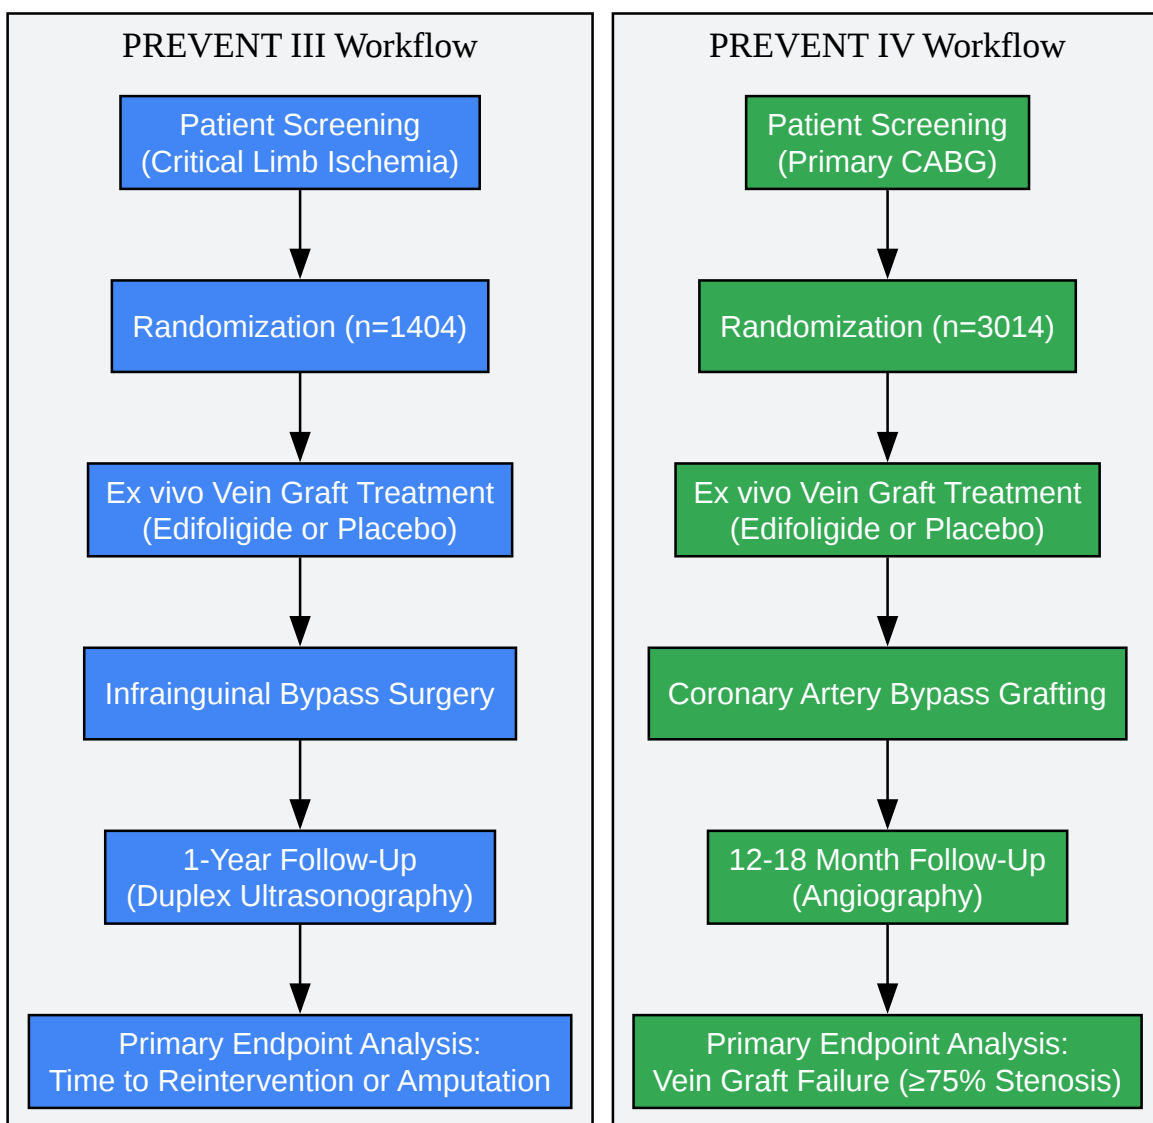 PREVENT III Workflow
Patient Screening
(Critical Limb Ischemia)
Randomization (n=1404)
Ex vivo Vein Graft Treatment
(Edifoligide or Placebo)
Infrainguinal Bypass Surgery
1-Year Follow-Up
(Duplex Ultrasonography)
Primary Endpoint Analysis:
Time to Reintervention or Amputation
PREVENT IV Workflow
Patient Screening
(Primary CABG)
Randomization (n=3014)
Ex vivo Vein Graft Treatment
(Edifoligide or Placebo)
Coronary Artery Bypass Grafting
12-18 Month Follow-Up
(Angiography)
Primary Endpoint Analysis:
Vein Graft Failure (≥75% Stenosis)